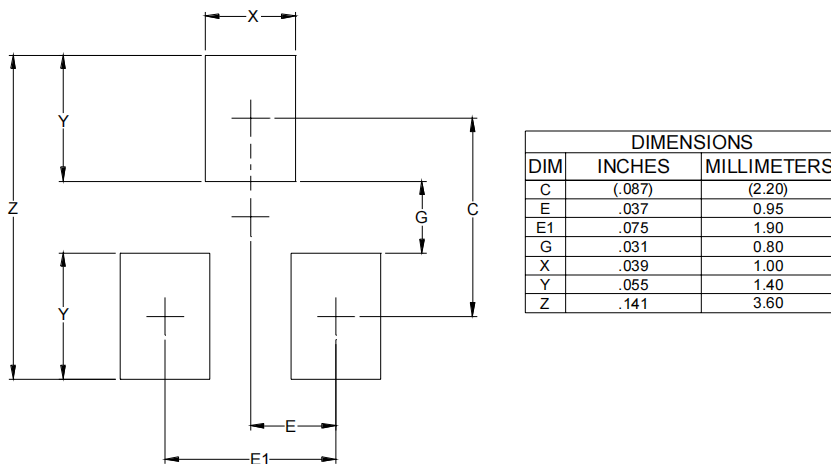 X
Y
Z
G
C
Y
E
E1
DIMENSIONS
DIM INCHES MILLIMETERS
C (.087) (2.20)
E .037 0.95
E1 .075 1.90
G .031 0.80
X .039 1.00
Y .055 1.40
Z .141 3.60